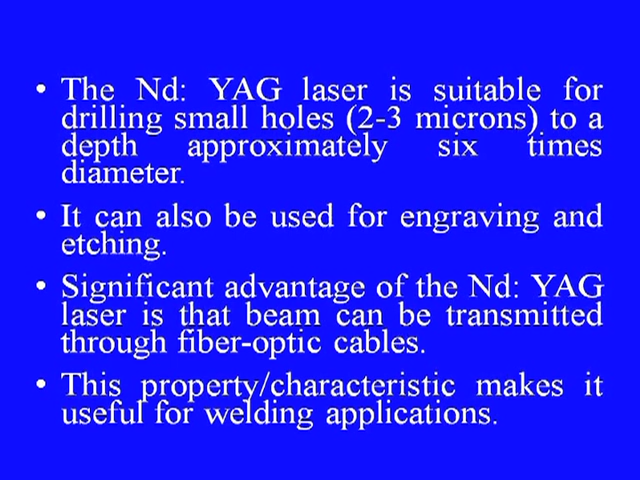 • The Nd: YAG laser is suitable for
drilling small holes (2-3 microns) to a
depth approximately six times
diameter.
• It can also be used for engraving and
etching.
• Significant advantage of the Nd: YAG
laser is that beam can be transmitted
through fiber-optic cables.
• This property/characteristic makes it
useful for welding applications.